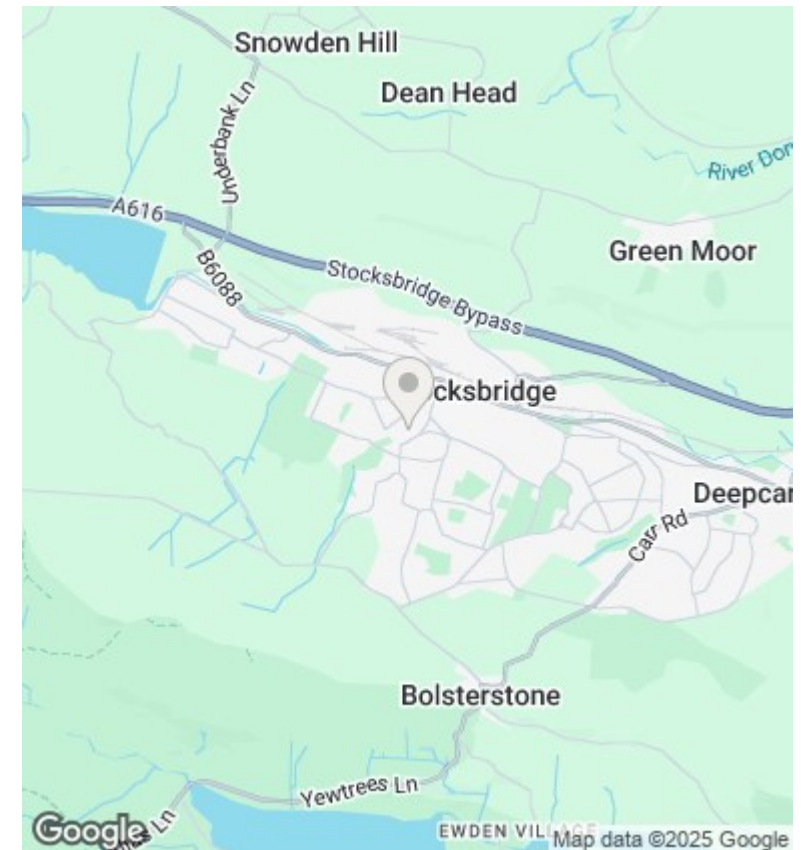 Snowden Hill
Dean Head
Underbank Ln
River Don
A616
Green Moor
B6088
Stocksbridge Bypass
cksbridge
Deepcar
Carr Rd
Bolsterstone
Yewtrees Ln
Ln
EWDEN VILLAGE
Google
Map data ©2025 Google